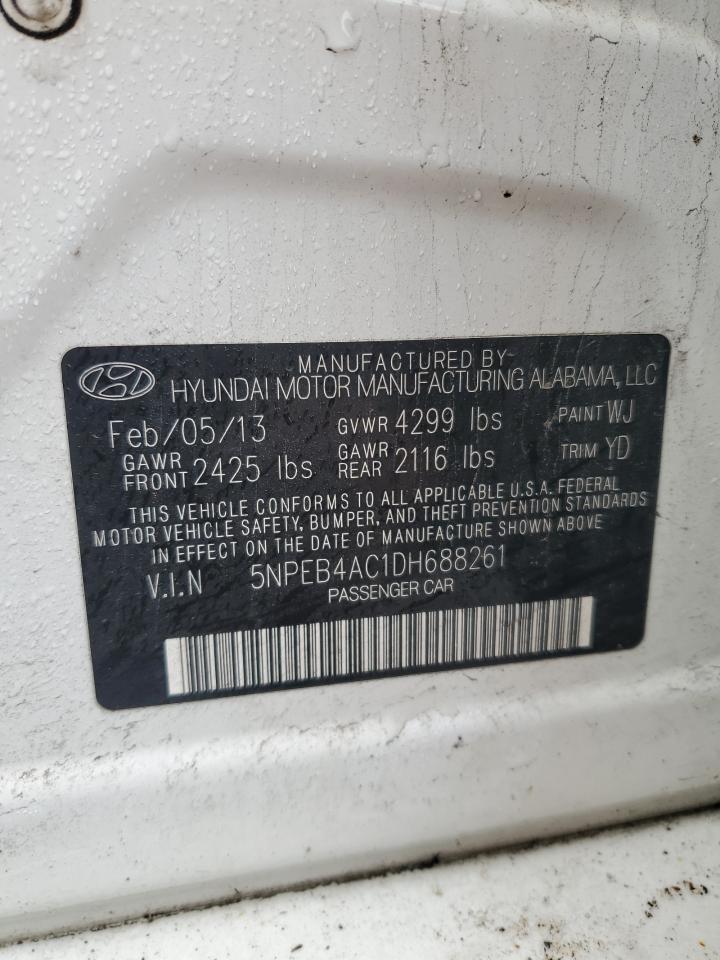 MANUFACTURED BY
HYUNDAI MOTOR MANUFACTURING ALABAMA, LLC
Feb/05/13 GVWR 4299 lbs PAINT WJ
GAWR FRONT 2425 lbs GAWR REAR 2116 lbs TRIM YD
THIS VEHICLE CONFORMS TO ALL APPLICABLE U.S.A. FEDERAL
MOTOR VEHICLE SAFETY, BUMPER, AND THEFT PREVENTION STANDARDS
IN EFFECT ON THE DATE OF MANUFACTURE SHOWN ABOVE
V.I.N 5NPEB4AC1DH688261
PASSENGER CAR